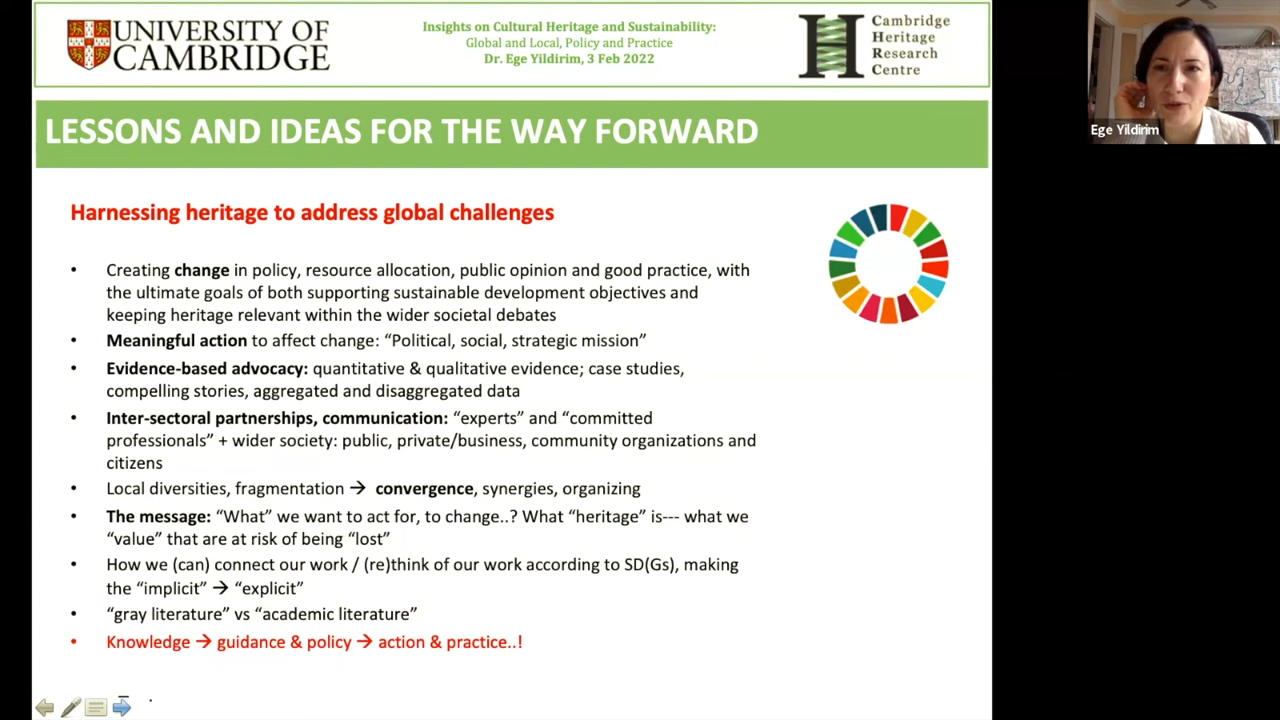 UNIVERSITY OF
CAMBRIDGE
Insights on Cultural Heritage and Sustainability:
Global and Local, Policy and Practice
Dr. Ege Yildirim, 3 Feb 2022
Cambridge
Heritage
Research
Centre
Ege Yildirim
LESSONS AND IDEAS FOR THE WAY FORWARD
Harnessing heritage to address global challenges
• Creating change in policy, resource allocation, public opinion and good practice, with
the ultimate goals of both supporting sustainable development objectives and
keeping heritage relevant within the wider societal debates
• Meaningful action to affect change: “Political, social, strategic mission”
• Evidence-based advocacy: quantitative & qualitative evidence; case studies,
compelling stories, aggregated and disaggregated data
• Inter-sectoral partnerships, communication: “experts” and “committed
professionals” + wider society: public, private/business, community organizations and
citizens
• Local diversities, fragmentation → convergence, synergies, organizing
• The message: “What” we want to act for, to change..? What “heritage” is--- what we
“value” that are at risk of being “lost”
• How we (can) connect our work / (re)think of our work according to SD(Gs), making
the “implicit” → “explicit”
• “gray literature” vs “academic literature”
• Knowledge → guidance & policy → action & practice..!